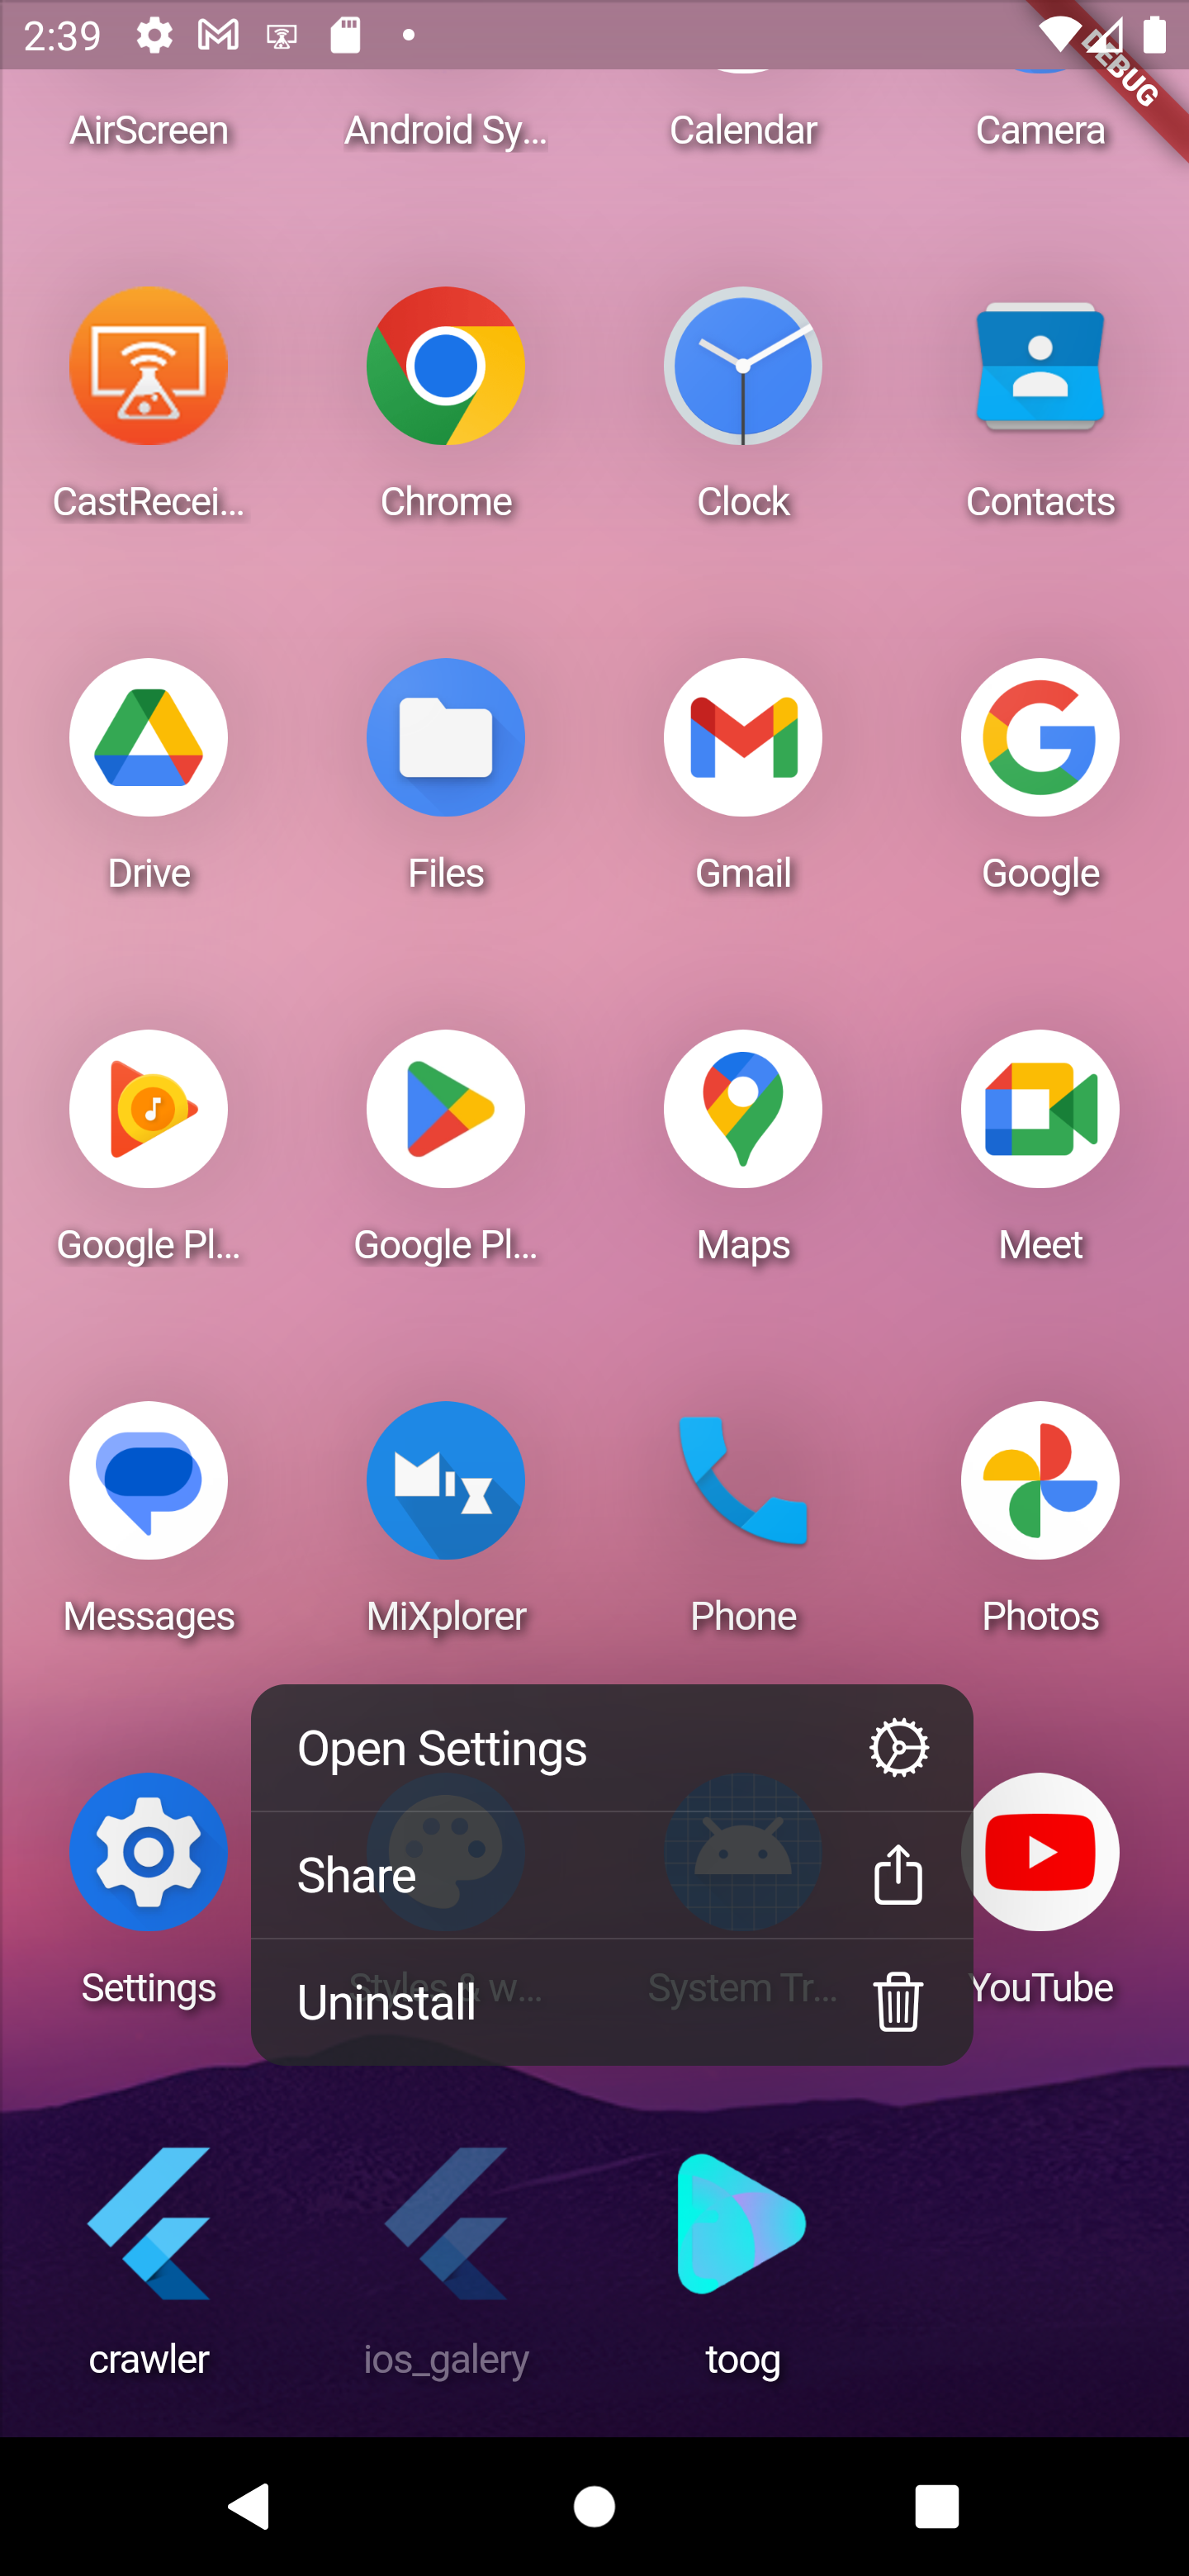 2:39
DEBUG
AirScreen Android Sy... Calendar Camera
CastRecei... Chrome Clock Contacts
Drive Files Gmail Google
Google Pl... Google Pl... Maps Meet
Messages MiXplorer Phone Photos
Open Settings
Share
Settings Styles & w... System Tr... YouTube
Uninstall
crawler ios_galery toog